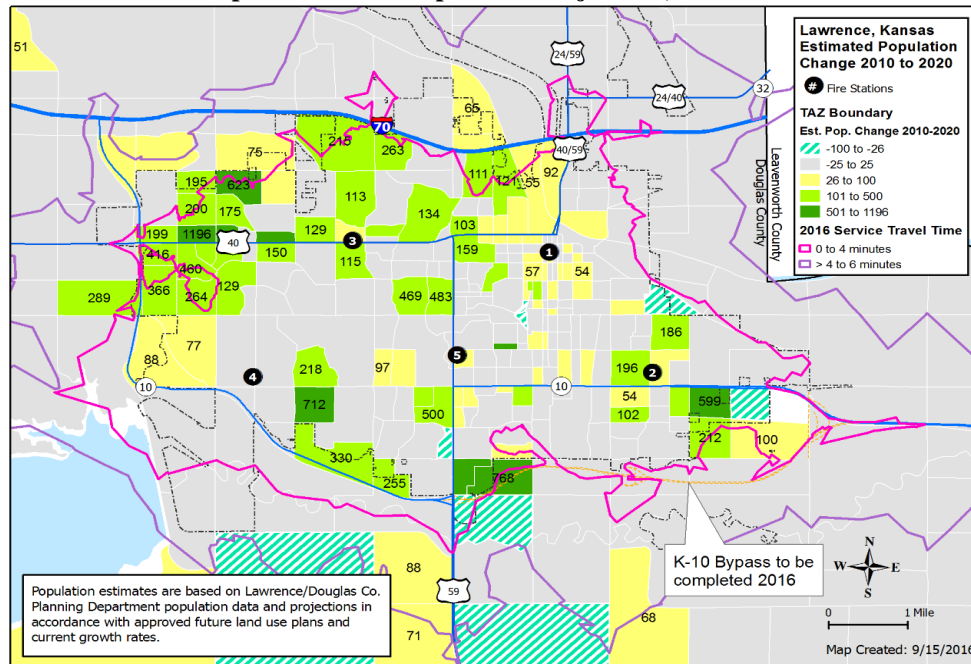 Lawrence, Kansas
Estimated Population
Change 2010 to 2020
# Fire Stations
TAZ Boundary
Est. Pop. Change 2010-2020
-100 to -26
-25 to 25
26 to 100
101 to 500
501 to 1196
2016 Service Travel Time
0 to 4 minutes
> 4 to 6 minutes
51
24/59
24/40
32
Leavenworth County
Douglas County
65
70
215
263
40/59
75
111
121
55
92
195
623
200
175
113
134
199
1196
40
129
3
103
416
150
115
159
1
460
57
54
289
366
264
129
469
483
186
88
77
218
97
5
196
2
10
4
10
54
712
500
102
599
212
100
330
255
768
K-10 Bypass to be
completed 2016
N
W E
S
88
59
71
68
0 1 Mile
Population estimates are based on Lawrence/Douglas Co.
Planning Department population data and projections in
accordance with approved future land use plans and
current growth rates.
Map Created: 9/15/2016